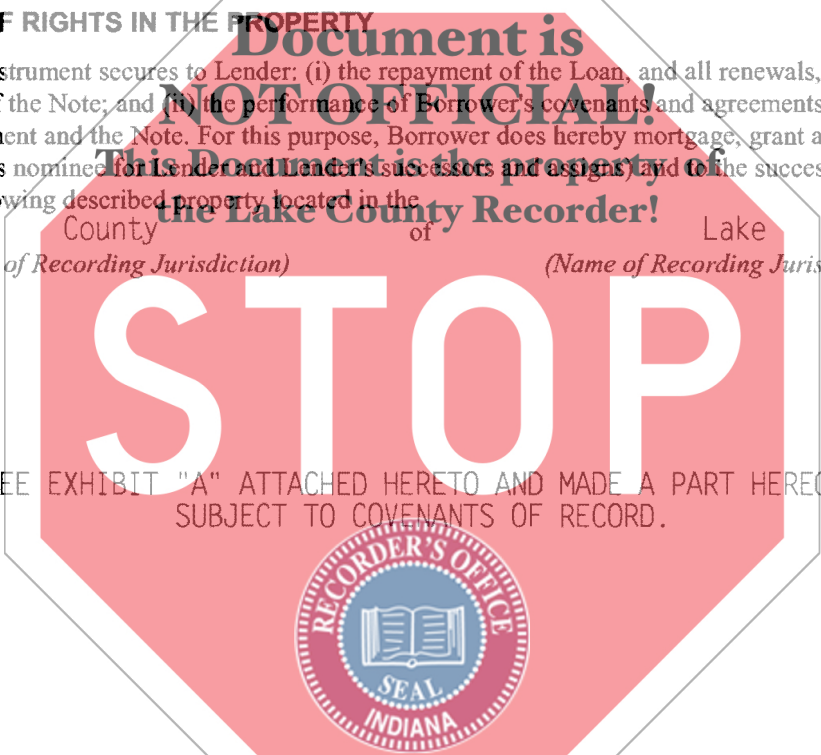 F RIGHTS IN THE PROPERTY
Document is
strument secures to Lender: (i) the repayment of the Loan, and all renewals,
f the Note; and (ii) the performance of Borrower's covenants and agreements
NOT OFFICIAL!
ent and the Note. For this purpose, Borrower does hereby mortgage, grant a
This Document is the property of
s nominee for Lender and Lender's successors and assigns) and to the succes
wing described property located in the
the Lake County Recorder!
County of Lake
of Recording Jurisdiction) (Name of Recording Juris
STOP
EE EXHIBIT "A" ATTACHED HERETO AND MADE A PART HEREO
SUBJECT TO COVENANTS OF RECORD.
RECORDER'S OFFICE
SEAL
INDIANA